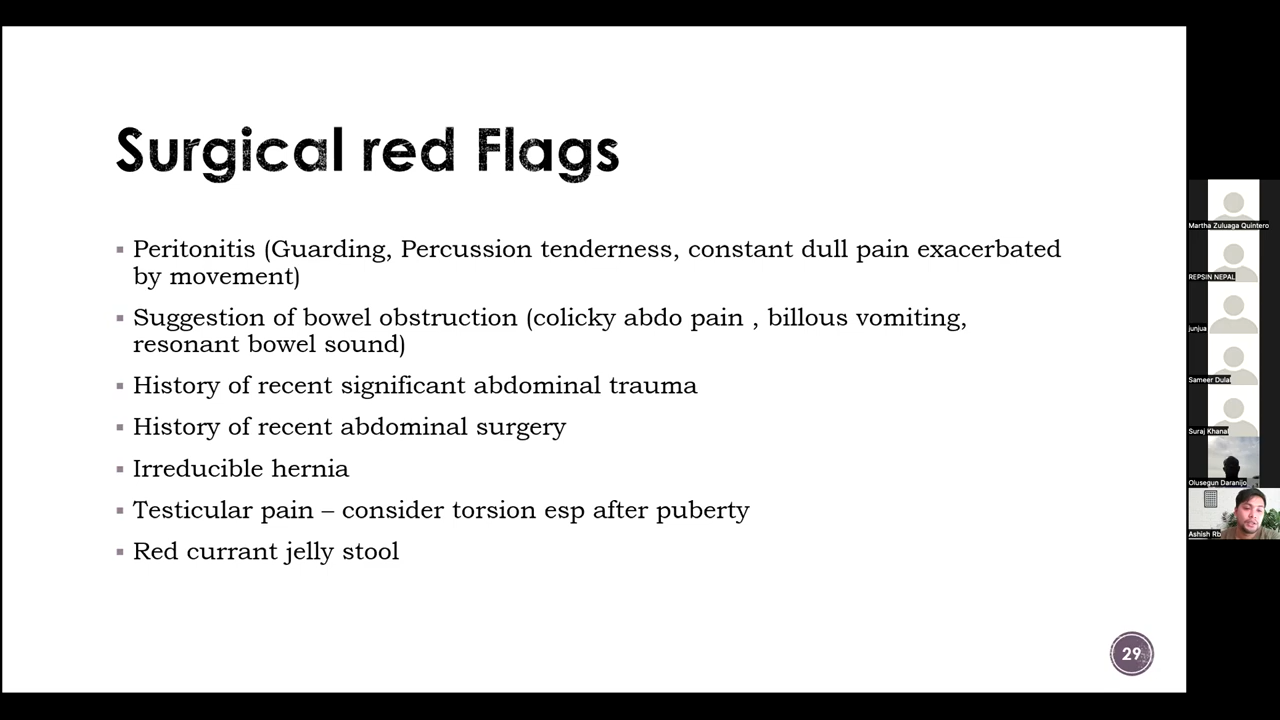 Surgical red Flags
Peritonitis (Guarding, Percussion tenderness, constant dull pain exacerbated
by movement)
Suggestion of bowel obstruction (colicky abdo pain , billous vomiting,
resonant bowel sound)
History of recent significant abdominal trauma
History of recent abdominal surgery
Irreducible hernia
Testicular pain – consider torsion esp after puberty
Red currant jelly stool
29
Martha Zuluaga Quintero
REPSIN NEPAL
junjua
Sameer Dulal
Suraj Khanal
Olusegun Daranijo
Ashish Rb